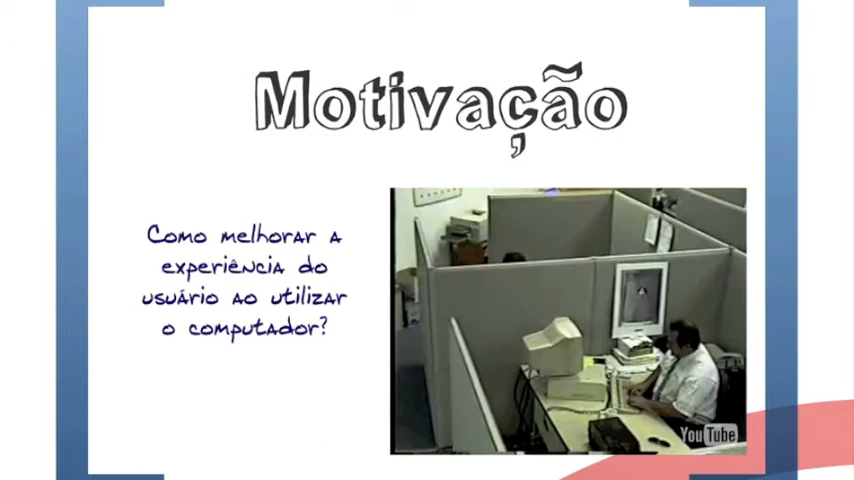 Motivação
Como melhorar a
experiência do
usuário ao utilizar
o computador?
YouTube